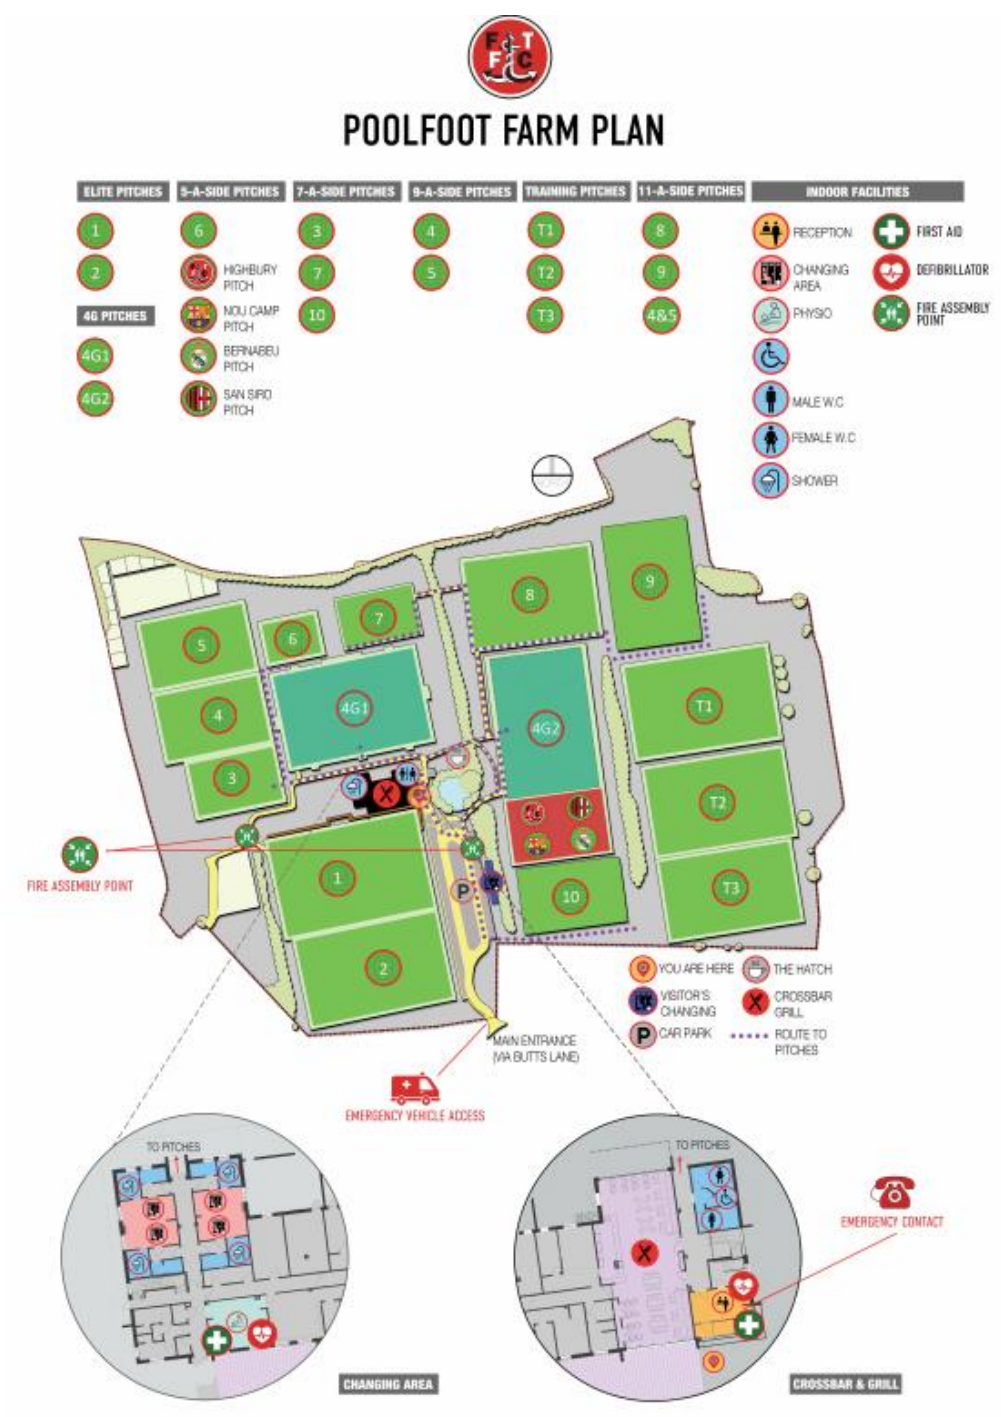 F T
F C
POOLFOOT FARM PLAN
ELITE PITCHES
1
2
4G PITCHES
4G1
4G2
5-A-SIDE PITCHES
6
HIGHBURY
PITCH
NOU CAMP
PITCH
BERNABEU
PITCH
SAN SIRO
PITCH
7-A-SIDE PITCHES
3
7
10
9-A-SIDE PITCHES
4
5
TRAINING PITCHES
T1
T2
T3
11-A-SIDE PITCHES
8
9
4&5
INDOOR FACILITIES
RECEPTION
CHANGING
AREA
PHYSIO
MALE W.C
FEMALE W.C
SHOWER
FIRST AID
DEFIBRILLATOR
FIRE ASSEMBLY
POINT
9
8
7
6
5
4G1
4
4G2
T1
3
T2
1
10
T3
2
P
FIRE ASSEMBLY POINT
YOU ARE HERE
THE HATCH
VISITOR'S
CHANGING
CROSSBAR
GRILL
P
CAR PARK
ROUTE TO
PITCHES
MAIN ENTRANCE
(VIA BUTTS LANE)
EMERGENCY VEHICLE ACCESS
TO PITCHES
TO PITCHES
EMERGENCY CONTACT
CHANGING AREA
CROSSBAR & GRILL